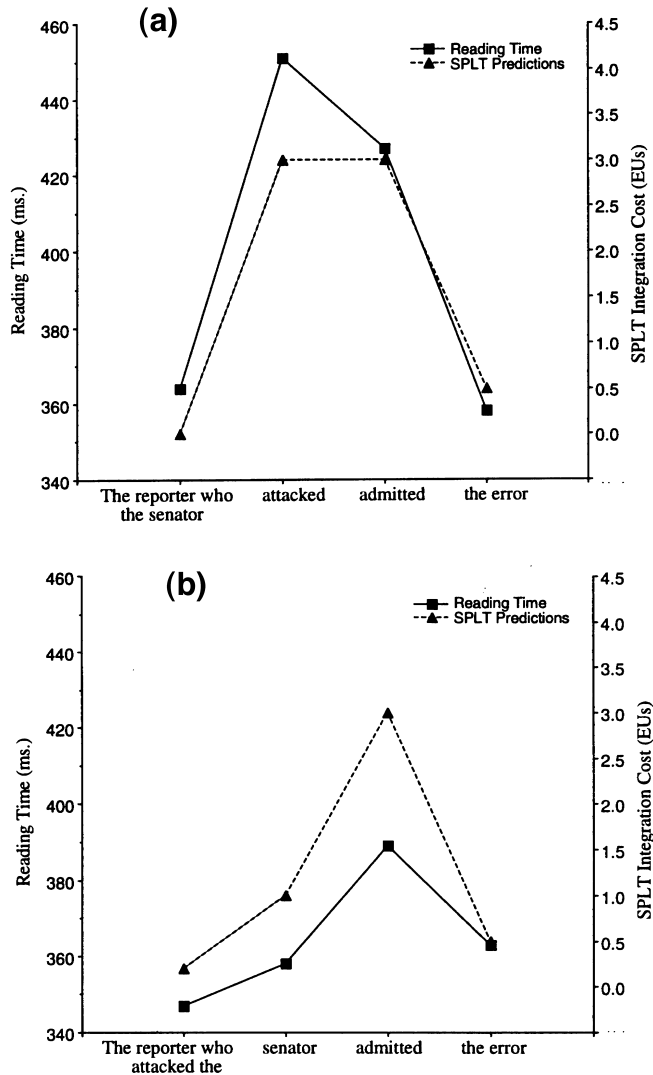 (a)
460
440
420
400
380
360
340
Reading Time (ms.)
4.5
4.0
3.5
3.0
2.5
2.0
1.5
1.0
0.5
0.0
SPLT Integration Cost (EUs)
Reading Time
SPLT Predictions
The reporter who
the senator
attacked
admitted
the error
(b)
460
440
420
400
380
360
340
Reading Time (ms.)
4.5
4.0
3.5
3.0
2.5
2.0
1.5
1.0
0.5
0.0
SPLT Integration Cost (EUs)
Reading Time
SPLT Predictions
The reporter who
attacked the
senator
admitted
the error